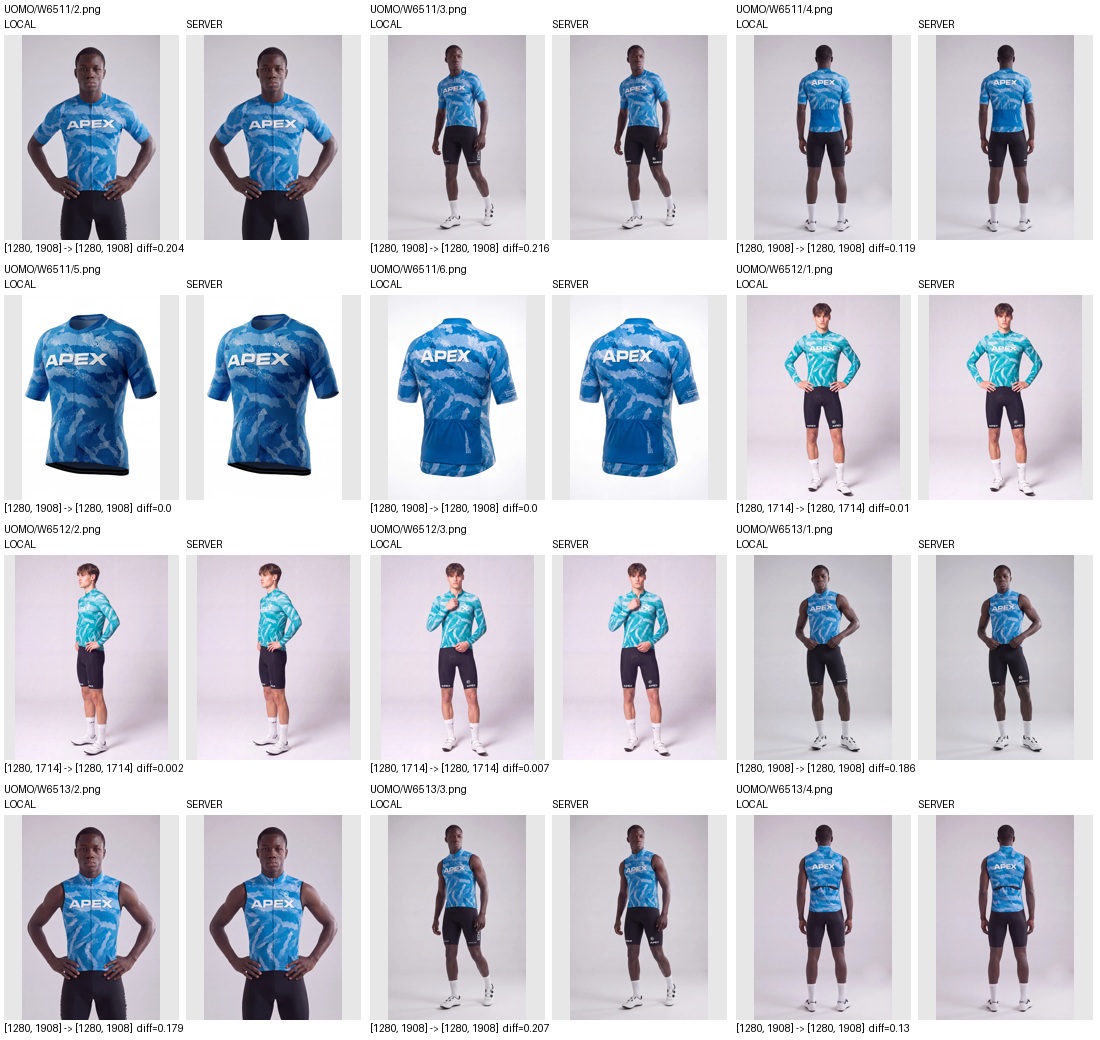 UOMO/W6511/2.png
LOCAL SERVER
APEX APEX
[1280, 1908] -> [1280, 1908] diff=0.204
UOMO/W6511/3.png
LOCAL SERVER
APEX APEX
[1280, 1908] -> [1280, 1908] diff=0.216
UOMO/W6511/4.png
LOCAL SERVER
APEX APEX
[1280, 1908] -> [1280, 1908] diff=0.119
UOMO/W6511/5.png
LOCAL SERVER
APEX APEX
[1280, 1908] -> [1280, 1908] diff=0.0
UOMO/W6511/6.png
LOCAL SERVER
APEX APEX
[1280, 1908] -> [1280, 1908] diff=0.0
UOMO/W6512/1.png
LOCAL SERVER
APEX APEX
[1280, 1714] -> [1280, 1714] diff=0.01
UOMO/W6512/2.png
LOCAL SERVER
[1280, 1714] -> [1280, 1714] diff=0.002
UOMO/W6512/3.png
LOCAL SERVER
[1280, 1714] -> [1280, 1714] diff=0.007
UOMO/W6513/1.png
LOCAL SERVER
APEX APEX
[1280, 1908] -> [1280, 1908] diff=0.186
UOMO/W6513/2.png
LOCAL SERVER
APEX APEX
[1280, 1908] -> [1280, 1908] diff=0.179
UOMO/W6513/3.png
LOCAL SERVER
APEX APEX
[1280, 1908] -> [1280, 1908] diff=0.207
UOMO/W6513/4.png
LOCAL SERVER
APEX APEX
[1280, 1908] -> [1280, 1908] diff=0.13